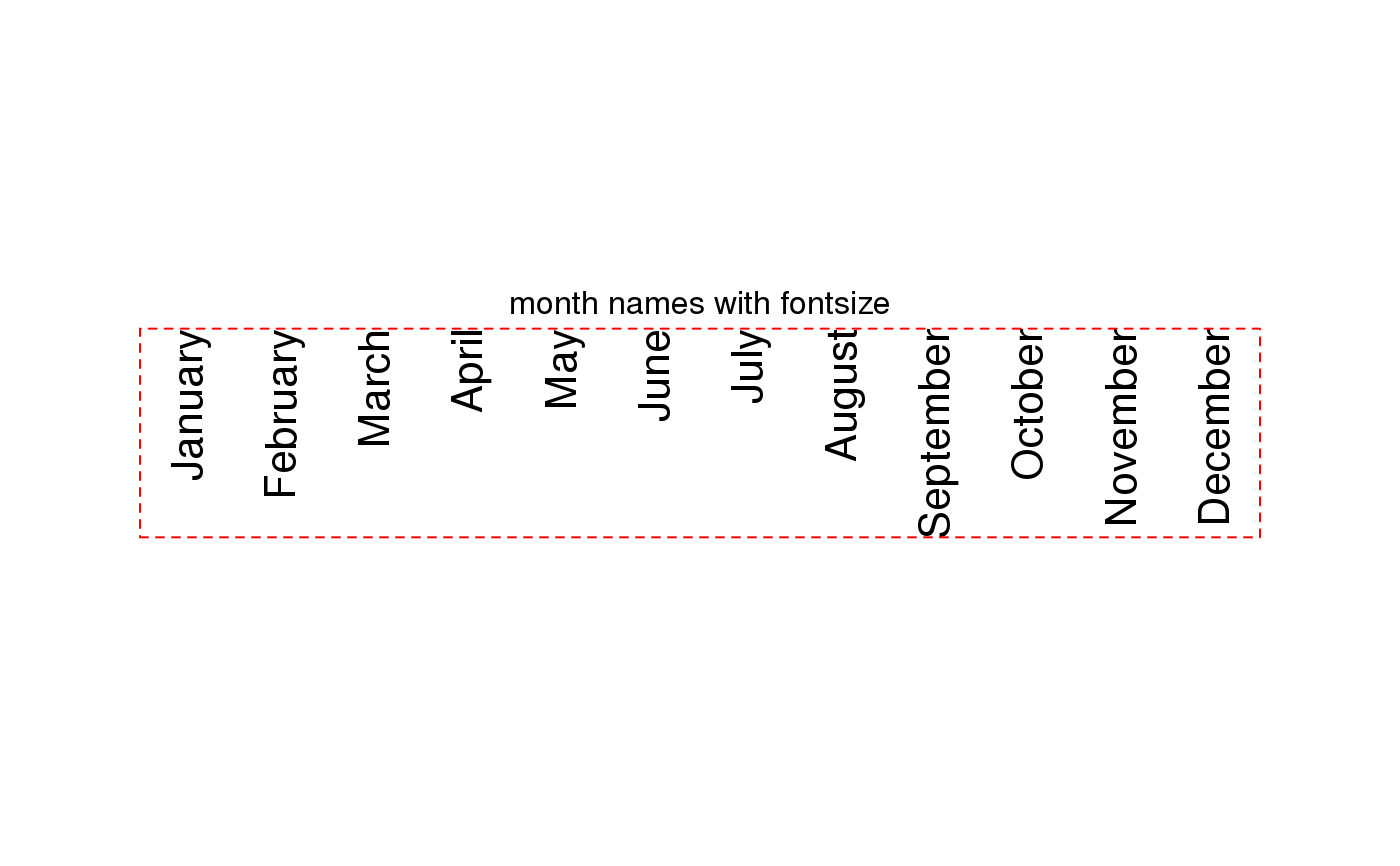 month names with fontsize
January
February
March
April
May
June
July
August
September
October
November
December